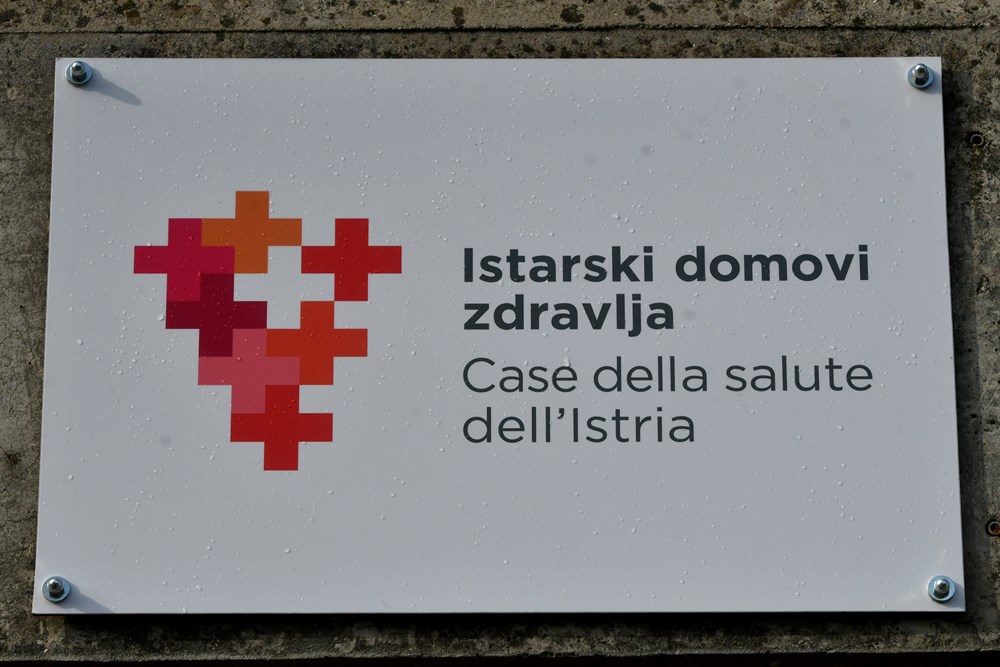 Istarski domovi
zdravlja
Case della salute
dell’Istria